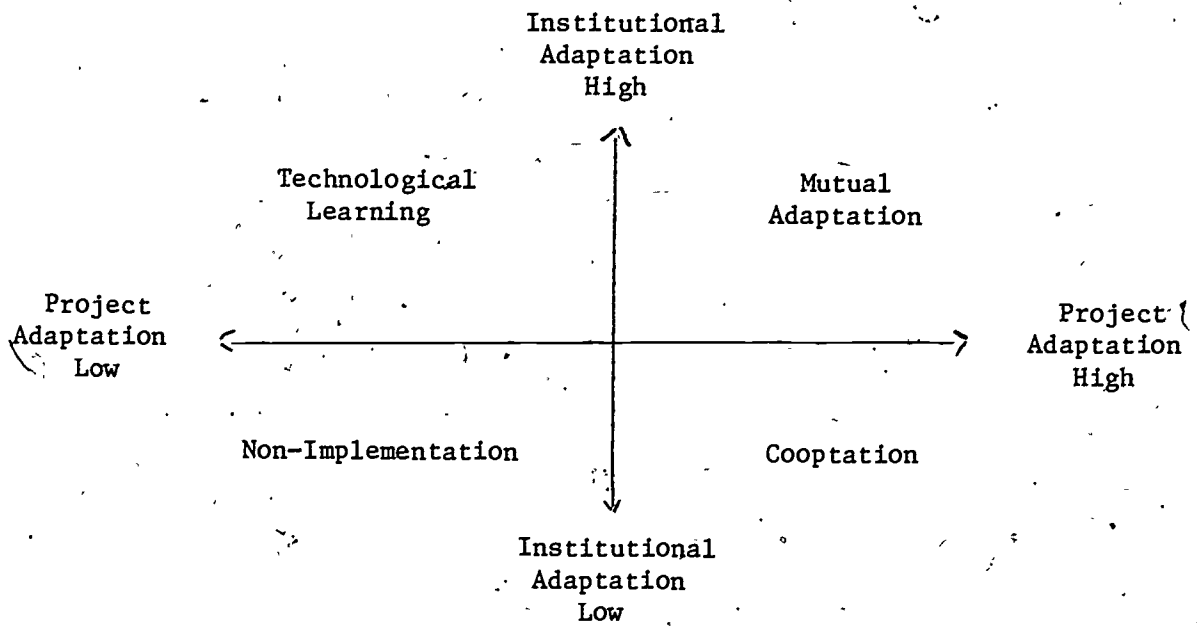 Institutional
Adaptation
High
Technological
Learning
Mutual
Adaptation
Project
Adaptation
Low
Project
Adaptation
High
Non-Implementation
Cooptation
Institutional
Adaptation
Low